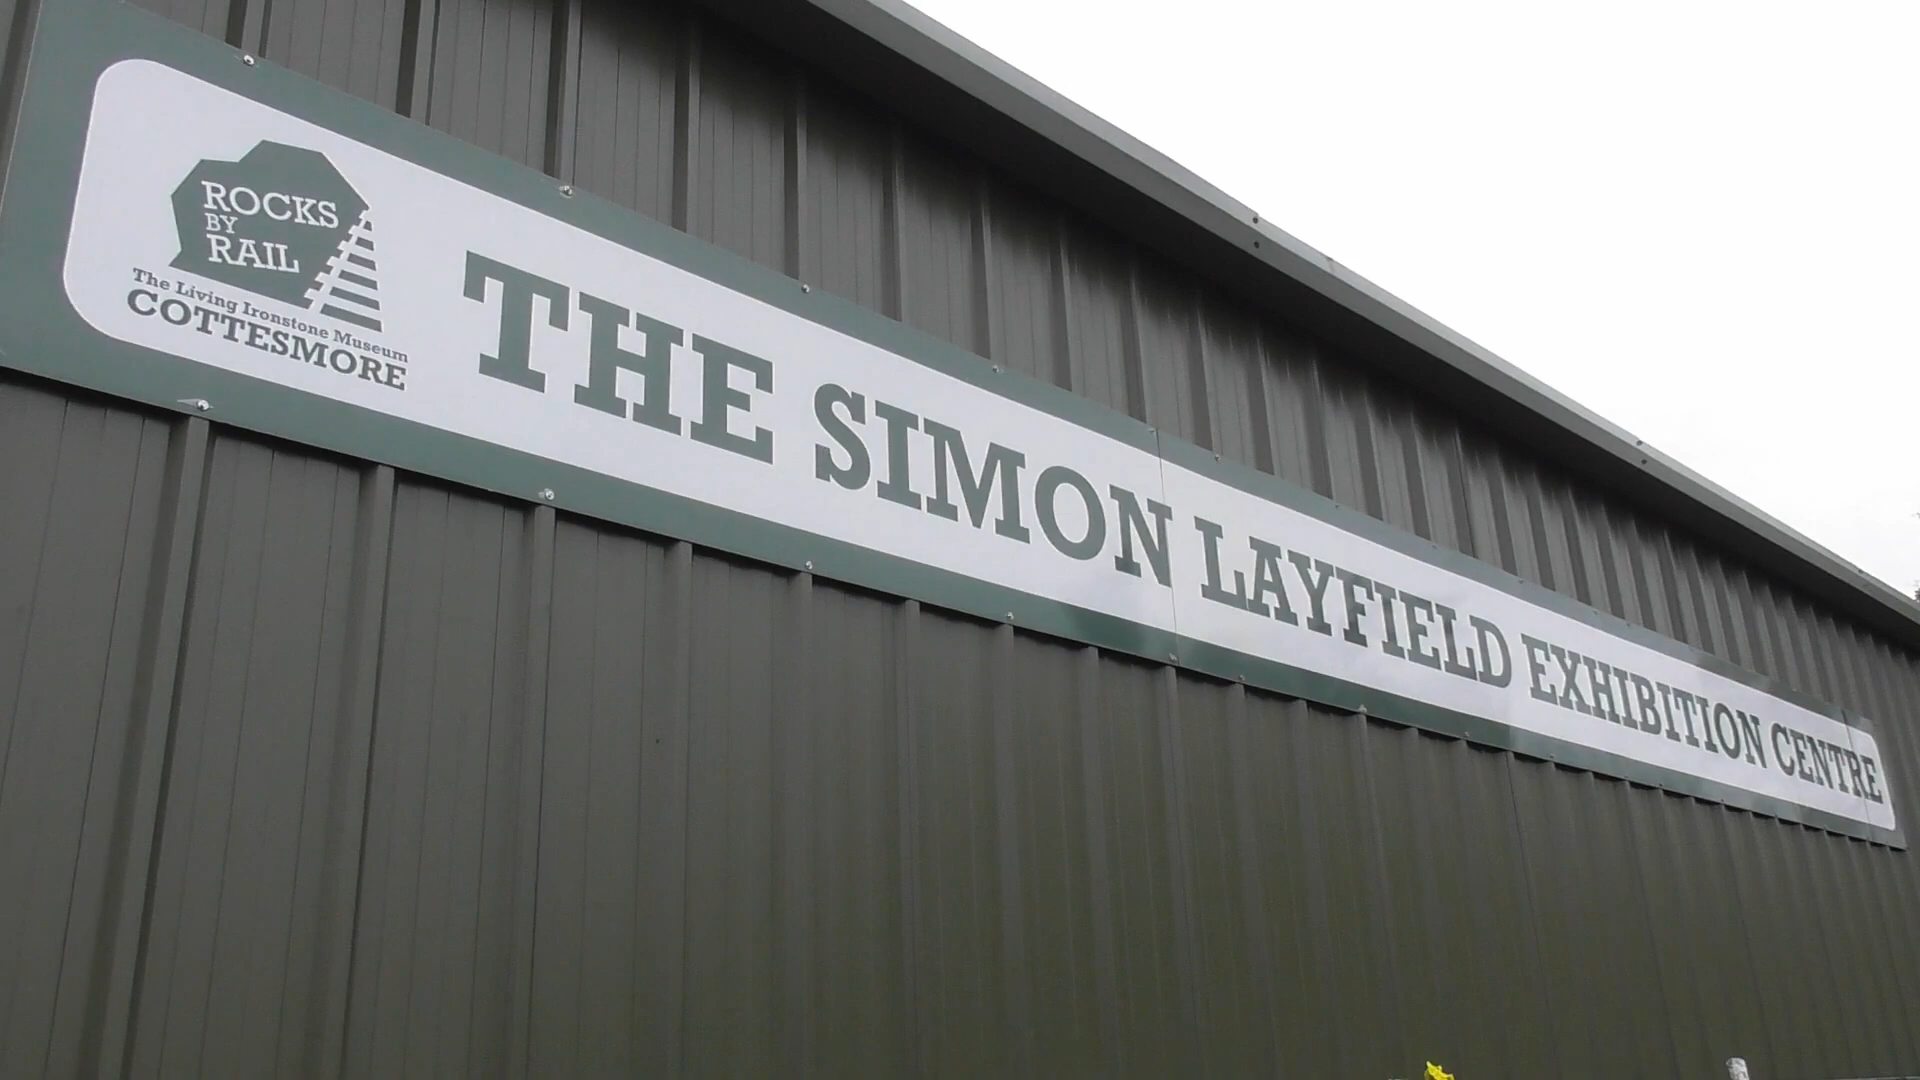 ROCKS
BY
RAIL
The Living Ironstone Museum
COTTESMORE
THE SIMON LAYFIELD EXHIBITION CENTRE